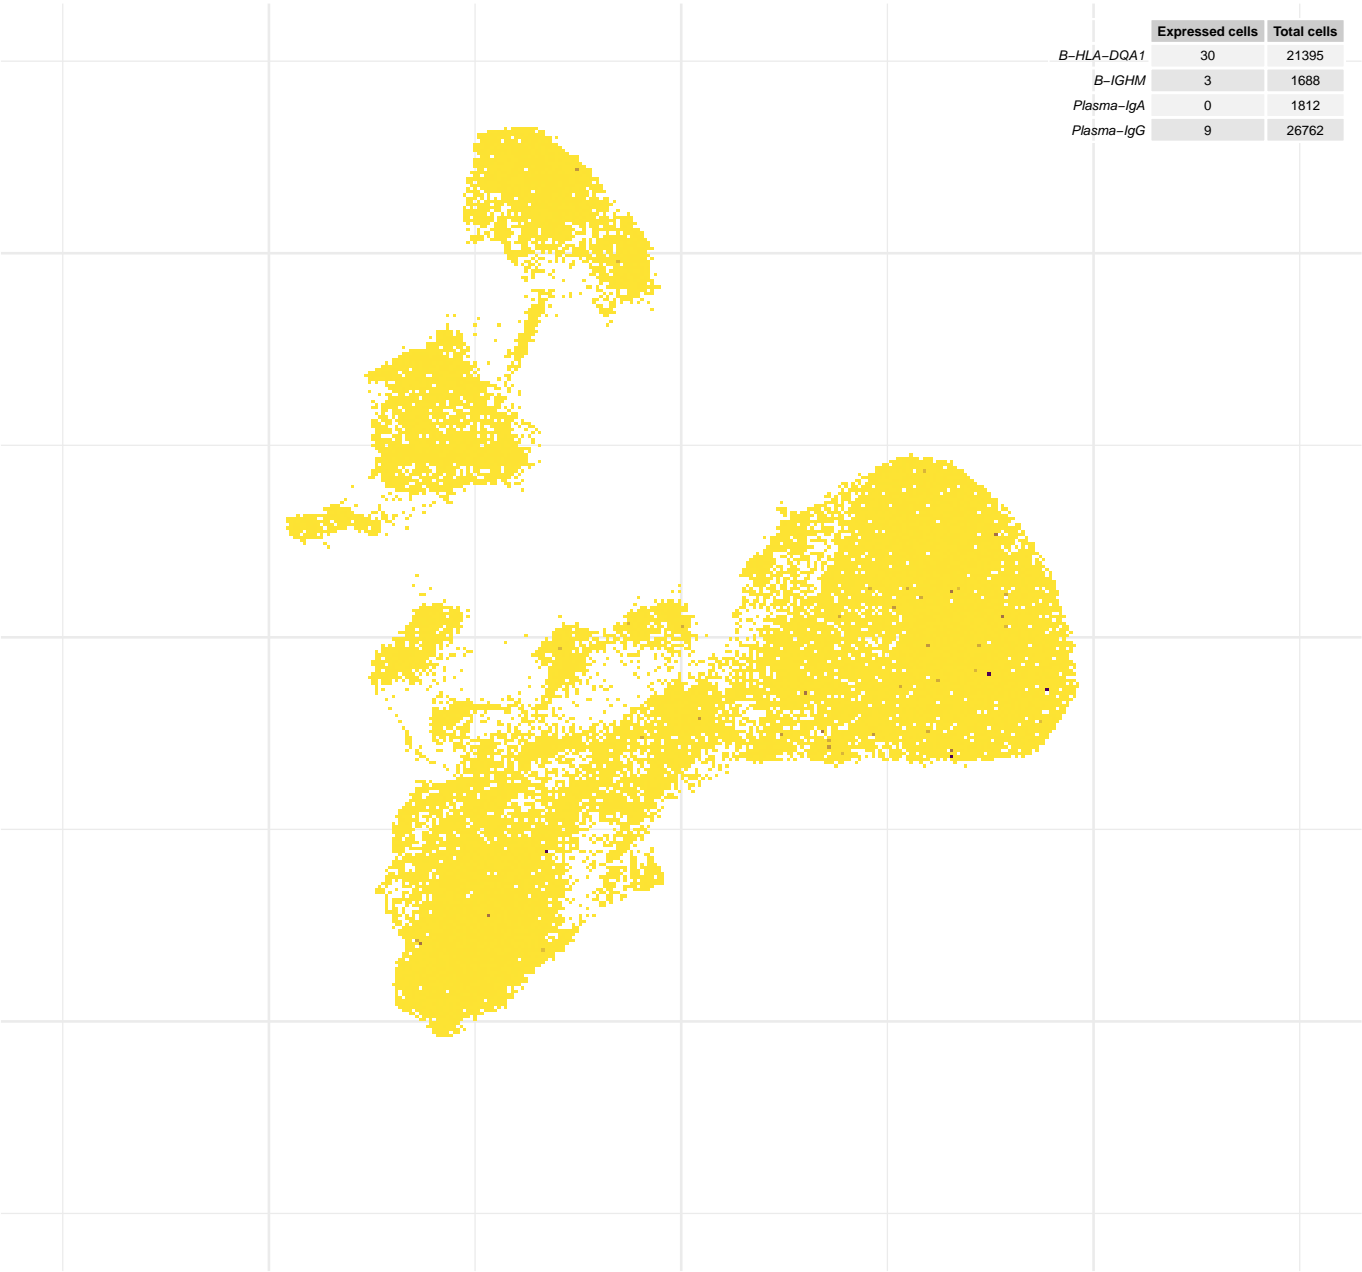 Expressed cells Total cells
B−HLA−DQA1 30 21395
B−IGHM 3 1688
Plasma−IgA 0 1812
Plasma−IgG 9 26762